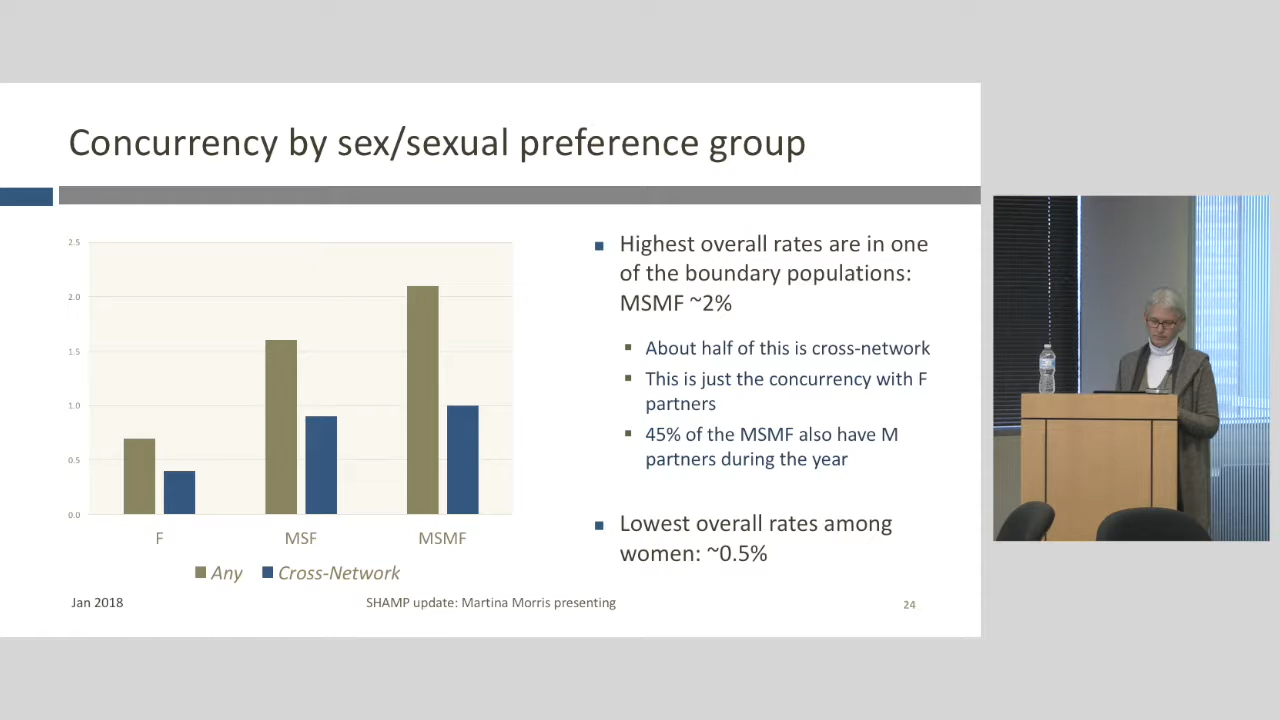 Concurrency by sex/sexual preference group
2.5
2.0
1.5
1.0
0.5
0.0
F MSF MSMF
Any Cross-Network
Highest overall rates are in one
of the boundary populations:
MSMF ~2%
About half of this is cross-network
This is just the concurrency with F
partners
45% of the MSMF also have M
partners during the year
Lowest overall rates among
women: ~0.5%
Jan 2018 SHAMP update: Martina Morris presenting 24